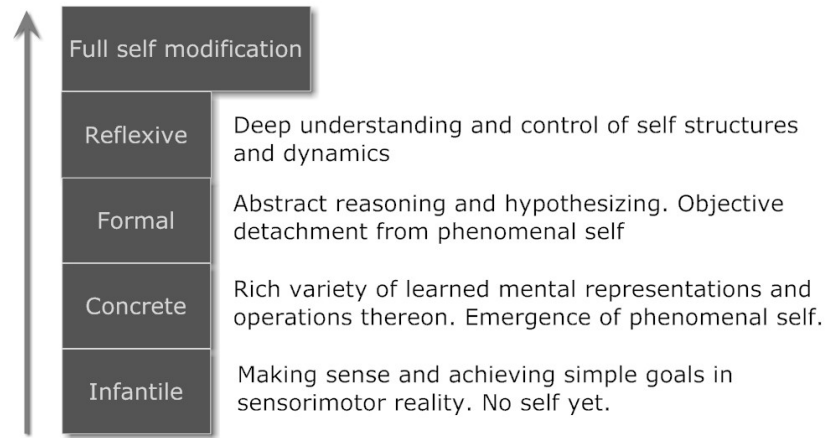 Full self modification
Reflexive
Deep understanding and control of self structures
and dynamics
Formal
Abstract reasoning and hypothesizing. Objective
detachment from phenomenal self
Concrete
Rich variety of learned mental representations and
operations thereon. Emergence of phenomenal self.
Infantile
Making sense and achieving simple goals in
sensorimotor reality. No self yet.